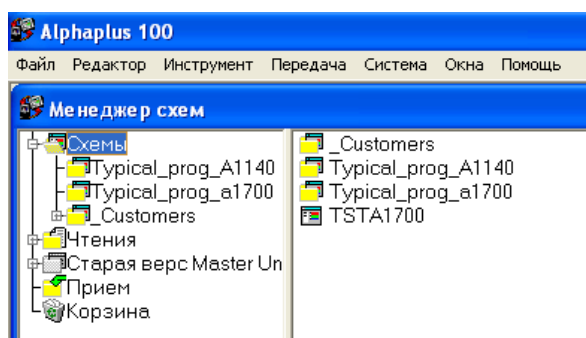 Alphaplus 100
Файл Редактор Инструмент Передача Система Окна Помощь
Менеджер схем
Схемы
Typical_prog_A1140
Typical_prog_a1700
_Customers
Чтения
Старая верс Master Un
Прием
Корзина
_Customers
Typical_prog_A1140
Typical_prog_a1700
TSTA1700